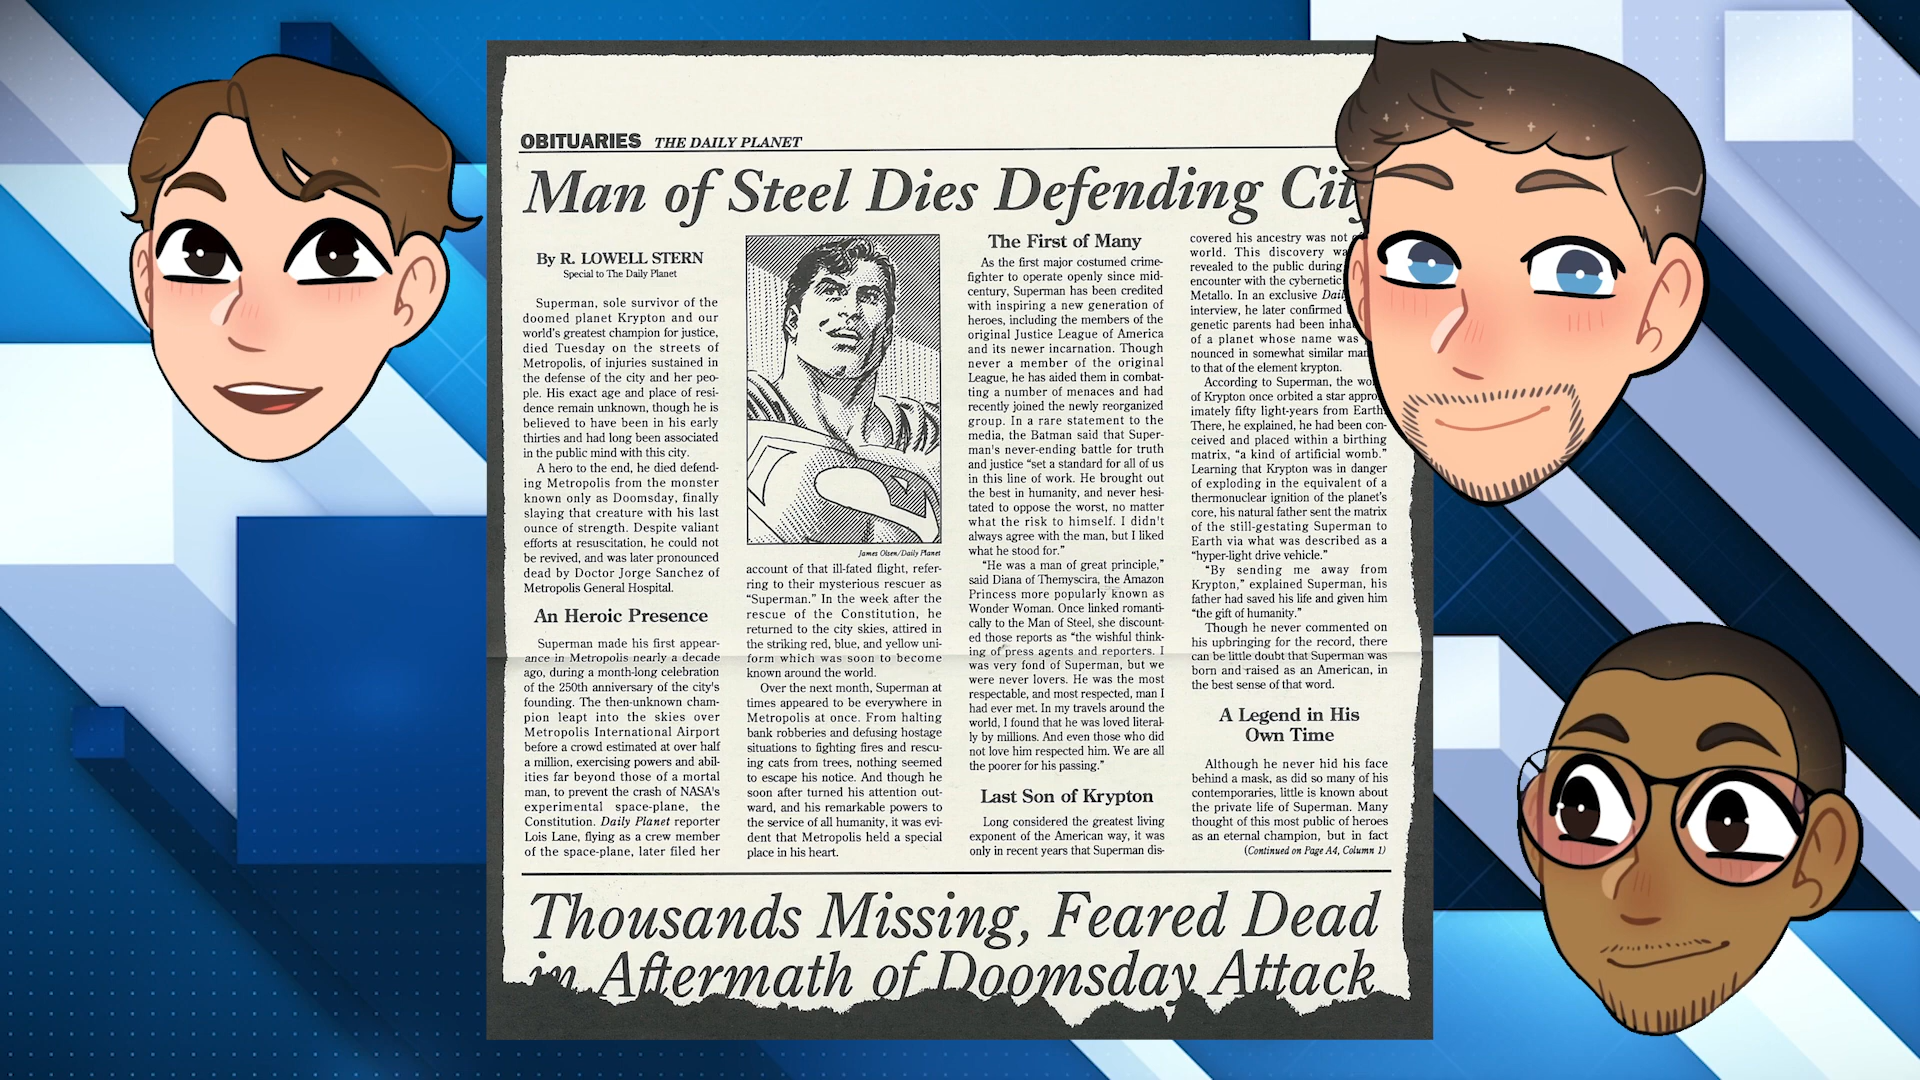 OBITUARIES THE DAILY PLANET
Man of Steel Dies Defending City
By R. LOWELL STERN
Special to The Daily Planet
Superman, sole survivor of the
doomed planet Krypton and our
world's greatest champion for justice,
died Tuesday on the streets of
Metropolis, of injuries sustained in
the defense of the city and her peo-
ple. His exact age and place of resi-
dence remain unknown, though he is
believed to have been in his early
thirties and had long been associated
in the public mind with this city.
A hero to the end, he died defend-
ing Metropolis from the monster
known only as Doomsday, finally
slaying that creature with his last
ounce of strength. Despite valiant
efforts at resuscitation, he could not
be revived, and was later pronounced
dead by Doctor Jorge Sanchez of
Metropolis General Hospital.
An Heroic Presence
Superman made his first appear-
ance in Metropolis nearly a decade
ago, during a month-long celebration
of the 250th anniversary of the city's
founding. The then-unknown cham-
pion leapt into the skies over
Metropolis International Airport
before a crowd estimated at over half
a million, exercising powers and abil-
ities far beyond those of a mortal
man, to prevent the crash of NASA's
experimental space-plane, the
Constitution. Daily Planet reporter
Lois Lane, flying as a crew member
of the space-plane, later filed her
James Olsen/Daily Planet
account of that ill-fated flight, refer-
ring to their mysterious rescuer as
“Superman.” In the week after the
rescue of the Constitution, he
returned to the city skies, attired in
the striking red, blue, and yellow uni-
form which was soon to become
known around the world.
Over the next month, Superman at
times appeared to be everywhere in
Metropolis at once. From halting
bank robberies and defusing hostage
situations to fighting fires and rescu-
ing cats from trees, nothing seemed
to escape his notice. And though he
soon after turned his attention out-
ward, and his remarkable powers to
the service of all humanity, it was evi-
dent that Metropolis held a special
place in his heart.
The First of Many
As the first major costumed crime-
fighter to operate openly since mid-
century, Superman has been credited
with inspiring a new generation of
heroes, including the members of the
original Justice League of America
and its newer incarnation. Though
never a member of the original
League, he has aided them in combat-
ting a number of menaces and had
recently joined the newly reorganized
group. In a rare statement to the
media, the Batman said that Super-
man's never-ending battle for truth
and justice “set a standard for all of us
in this line of work. He brought out
the best in humanity, and never hesi-
tated to oppose the worst, no matter
what the risk to himself. I didn't
always agree with the man, but I liked
what he stood for.”
“He was a man of great principle,”
said Diana of Themyscira, the Amazon
Princess more popularly known as
Wonder Woman. Once linked romanti-
cally to the Man of Steel, she discount-
ed those reports as “the wishful think-
ing of press agents and reporters. I
was very fond of Superman, but we
were never lovers. He was the most
respectable, and most respected, man I
had ever met. In my travels around the
world, I found that he was loved literal-
ly by millions. And even those who did
not love him respected him. We are all
the poorer for his passing.”
Last Son of Krypton
Long considered the greatest living
exponent of the American way, it was
only in recent years that Superman dis-
covered his ancestry was not
world. This discovery
revealed to the public during
encounter with the cybernetic
Metallo. In an exclusive
interview, he later confirmed
genetic parents had been
of a planet whose name was
nounced in somewhat similar
to that of the element krypton.
According to Superman, the
of Krypton once orbited a star approx-
imately fifty light-years from Earth.
There, he explained, he had been con-
ceived and placed within a birthing
matrix, “a kind of artificial womb.”
Learning that Krypton was in danger
of exploding in the equivalent of a
thermonuclear ignition of the planet's
core, his natural father sent the matrix
of the still-gestating Superman to
Earth via what was described as a
“hyper-light drive vehicle.”
“By sending me away from
Krypton,” explained Superman, his
father had saved his life and given him
“the gift of humanity.”
Though he never commented on
his upbringing for the record, there
can be little doubt that Superman was
born and raised as an American, in
the best sense of that word.
A Legend in His
Own Time
Although he never hid his face
behind a mask, as did so many of his
contemporaries, little is known about
the private life of Superman. Many
thought of this most public of heroes
as an eternal champion, but in fact
(Continued on Page A4, Column 1)
Thousands Missing, Feared Dead
in Aftermath of Doomsday Attack